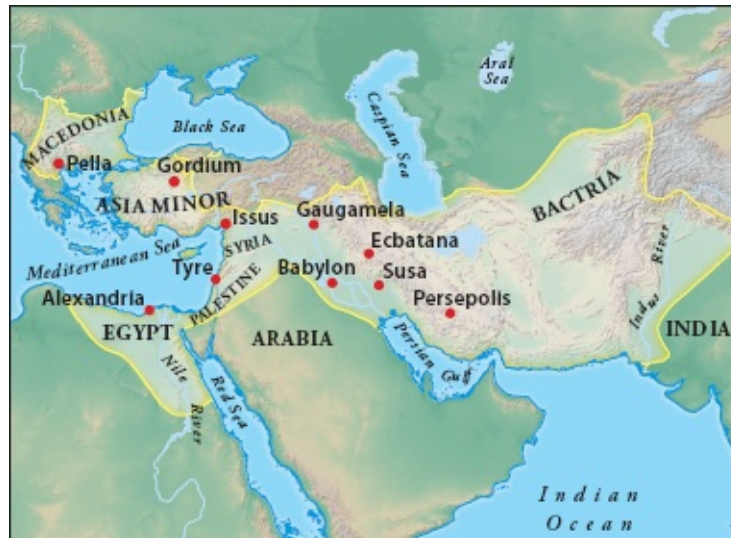 Aral
Sea
Caspian Sea
Black Sea
MACEDONIA
Pella
Gordium
BACTRIA
ASIA MINOR
Issus
Gaugamela
Mediterranean Sea
SYRIA
Ecbatana
Tyre
Babylon
Susa
Indus River
Alexandria
PALESTINE
Persepolis
EGYPT
ARABIA
INDIA
Persian Gulf
Nile
River
Red Sea
Indian
Ocean